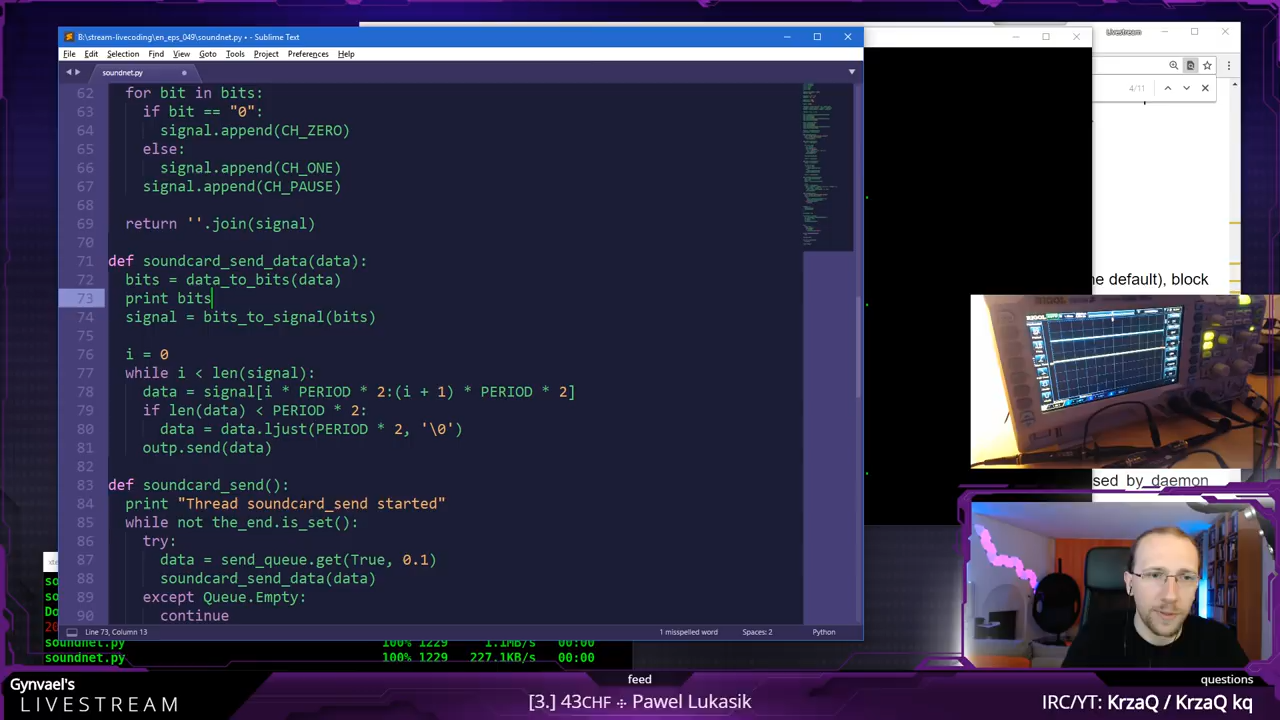 B:\stream-livecoding\en_eps_049\soundnet.py • - Sublime Text
File Edit Selection Find View Goto Tools Project Preferences Help
soundnet.py
62 for bit in bits:
63 if bit == "0":
64 signal.append(CH_ZERO)
65 else:
66 signal.append(CH_ONE)
67 signal.append(CH_PAUSE)
68
69 return ''.join(signal)
70
71 def soundcard_send_data(data):
72 bits = data_to_bits(data)
73 print bits
74 signal = bits_to_signal(bits)
75
76 i = 0
77 while i < len(signal):
78 data = signal[i * PERIOD * 2:(i + 1) * PERIOD * 2]
79 if len(data) < PERIOD * 2:
80 data = data.ljust(PERIOD * 2, '\0')
81 outp.send(data)
82
83 def soundcard_send():
84 print "Thread soundcard_send started"
85 while not the_end.is_set():
86 try:
87 data = send_queue.get(True, 0.1)
88 soundcard_send_data(data)
89 except Queue.Empty:
90 continue
Line 73, Column 13
1 misspelled word
Spaces: 2
Python
Livestream
4/11
ne default), block
RIGOL
sed by daemon
soundnet.py 100% 1229 1.1MB/s 00:00
soundnet.py 100% 1229 227.1KB/s 00:00
Gynvael's
LIVESTREAM
feed
[3.] 43CHF ÷ Pawel Lukasik
questions
IRC/YT: KrzaQ / KrzaQ kq